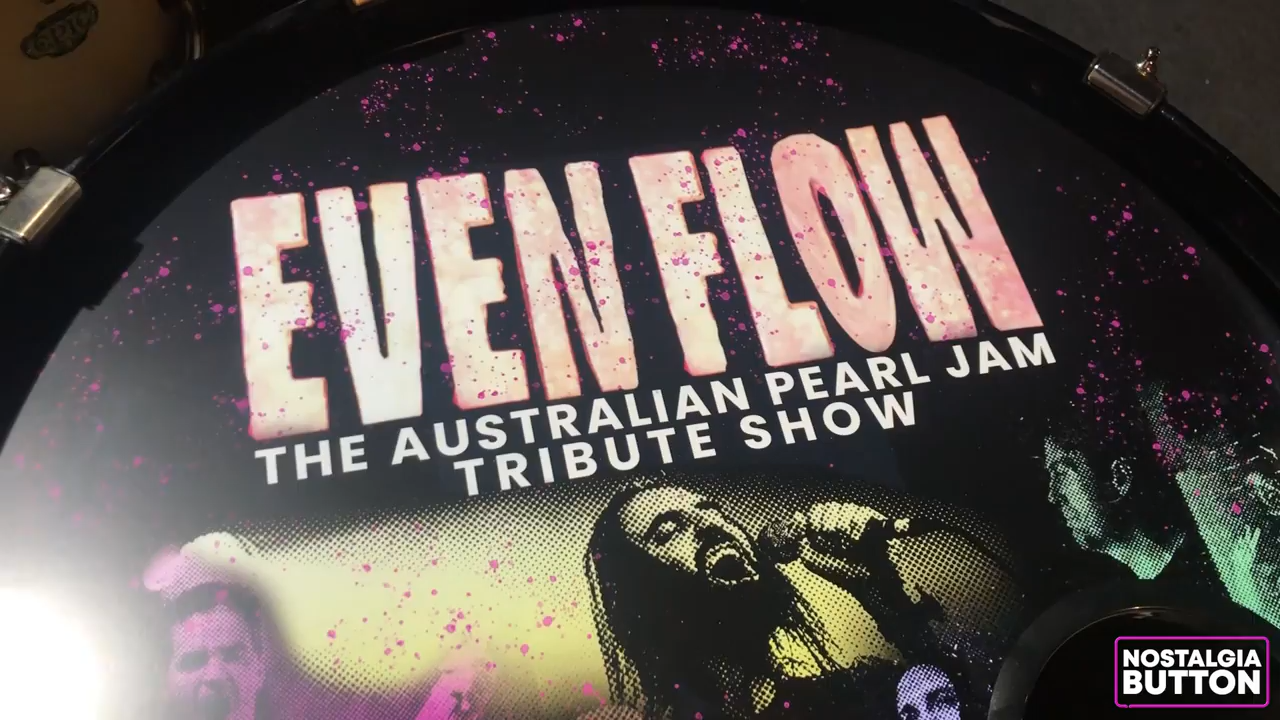 EVEN FLOW
THE AUSTRALIAN PEARL JAM
TRIBUTE SHOW
NOSTALGIA
BUTTON